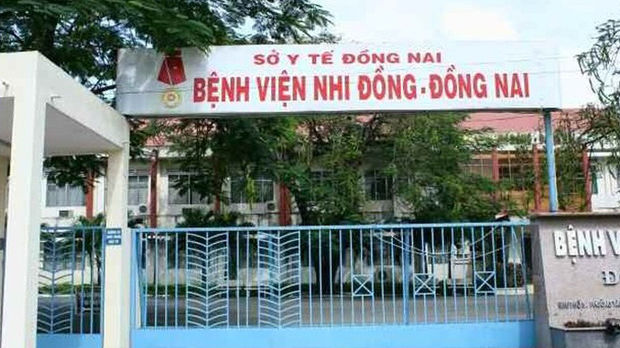 SỞ Y TẾ ĐỒNG NAI
BỆNH VIỆN NHI ĐỒNG - ĐỒNG NAI
BỆNH V
Đ